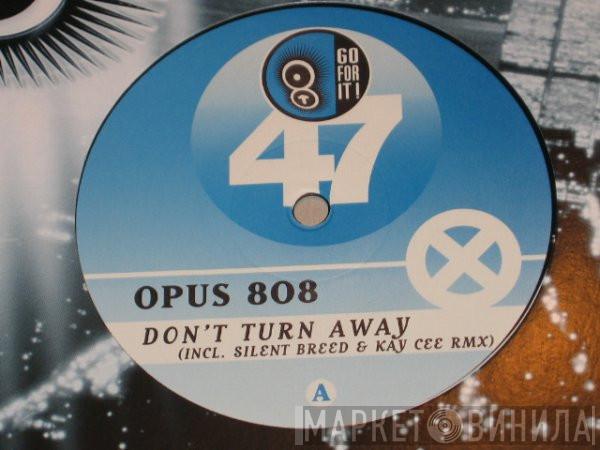 GO
FOR
IT!
47
OPUS 808
DON'T TURN AWAY
(INCL. SILENT BREED & KAY CEE RMX)
A
МАРКЕТ ВИНИЛА